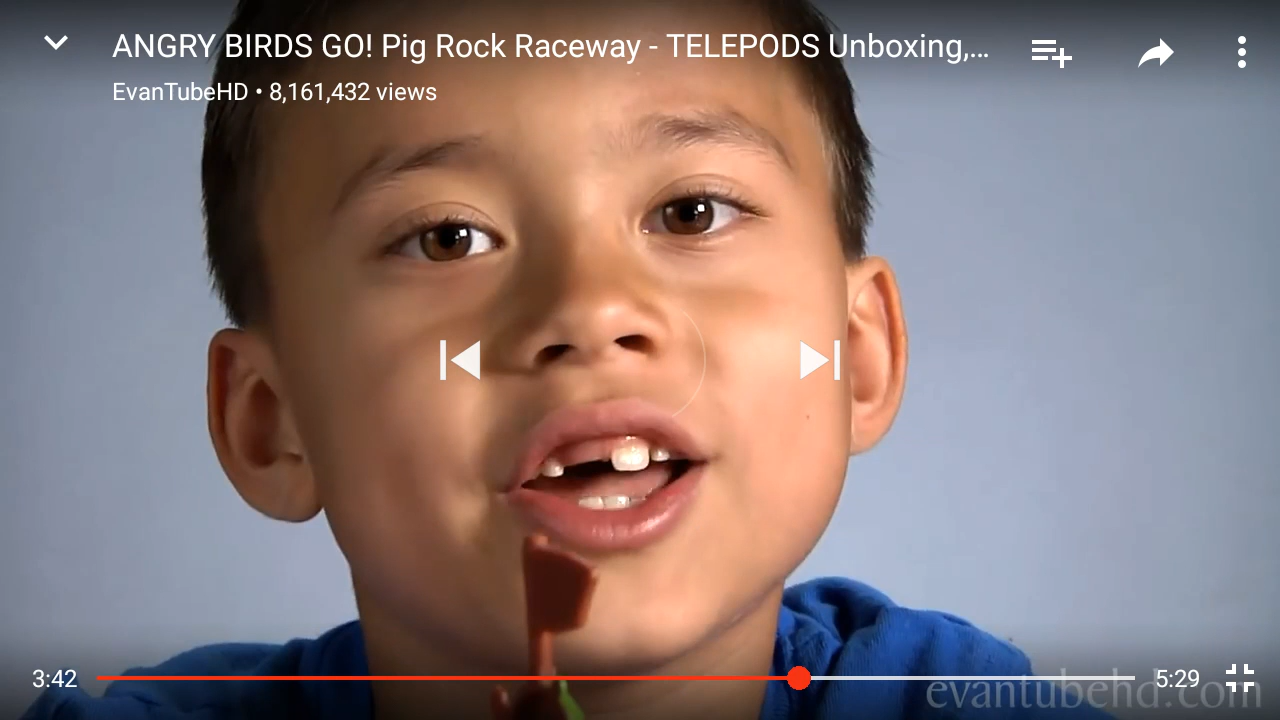 ANGRY BIRDS GO! Pig Rock Raceway - TELEPODS Unboxing,...
EvanTubeHD • 8,161,432 views
3:42
5:29
evantubehd.com